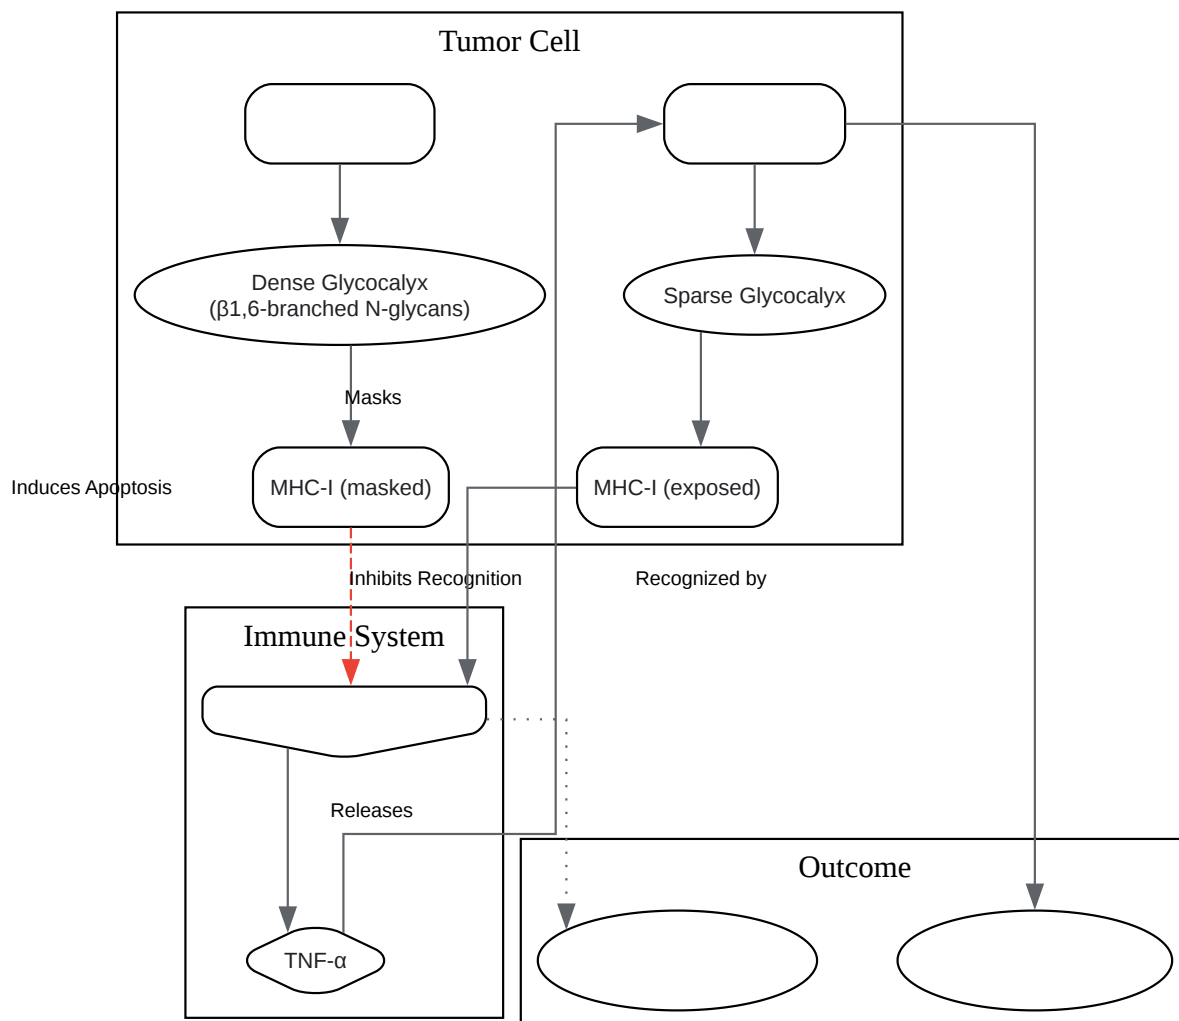 Tumor Cell
Dense Glycocalyx
(β1,6-branched N-glycans)
Sparse Glycocalyx
Masks
MHC-I (masked)
MHC-I (exposed)
Induces Apoptosis
Inhibits Recognition
Recognized by
Immune System
Releases
Outcome
TNF-α